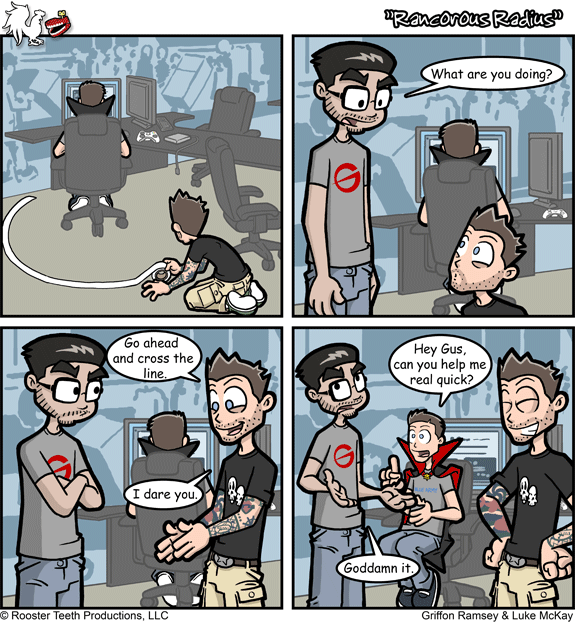 "Rancorous Radius"
What are you doing?
Go ahead
and cross the
line.
I dare you.
Hey Gus,
can you help me
real quick?
Goddamn it.
© Rooster Teeth Productions, LLC
Griffon Ramsey & Luke McKay